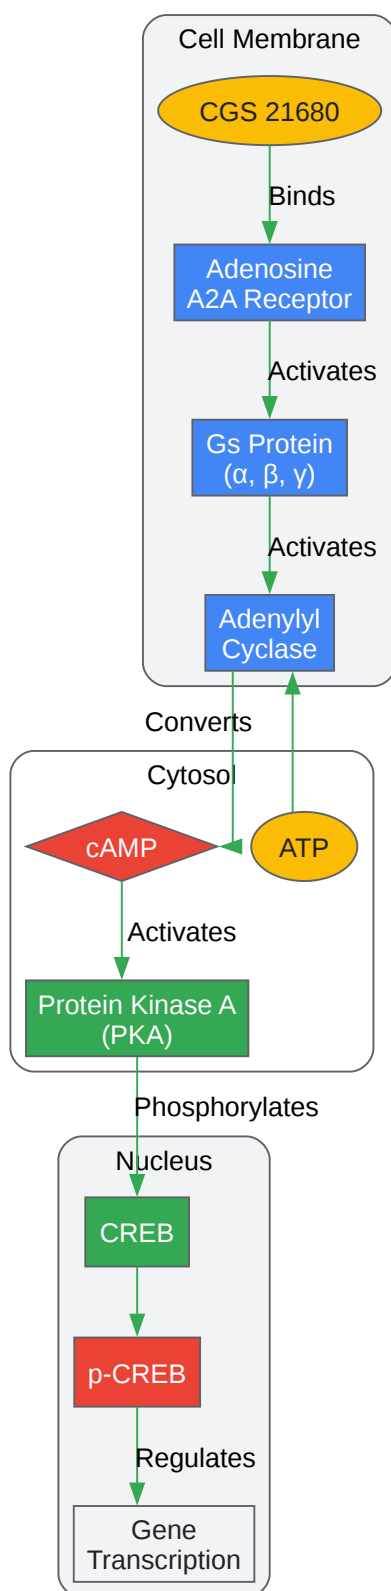 Cell Membrane
CGS 21680
Binds
Adenosine
A2A Receptor
Activates
Gs Protein
(α, β, γ)
Activates
Adenylyl
Cyclase
Converts
Cytosol
cAMP
ATP
Activates
Protein Kinase A
(PKA)
Phosphorylates
Nucleus
CREB
p-CREB
Regulates
Gene
Transcription